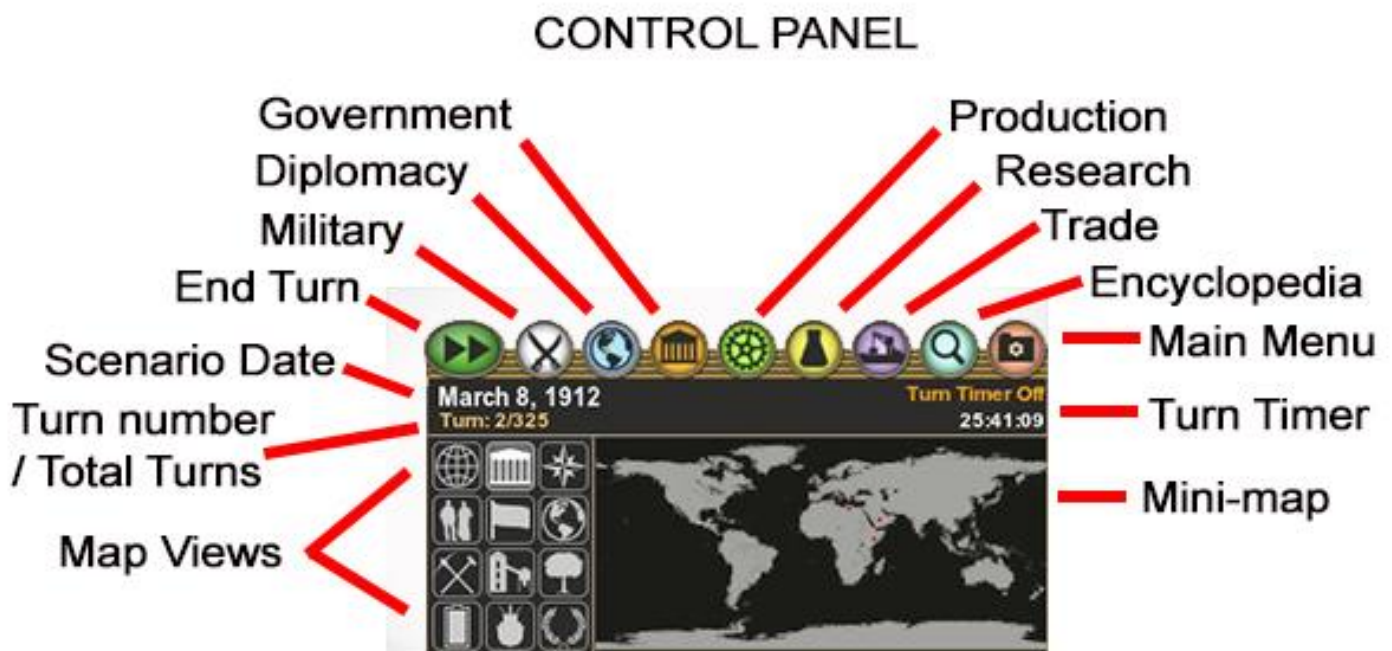 CONTROL PANEL
Government
Diplomacy
Military
End Turn
Scenario Date
Turn number
/ Total Turns
Map Views
Production
Research
Trade
Encyclopedia
Main Menu
Turn Timer
Mini-map
March 8, 1912
Turn: 2/325
Turn Timer Off
25:41:09